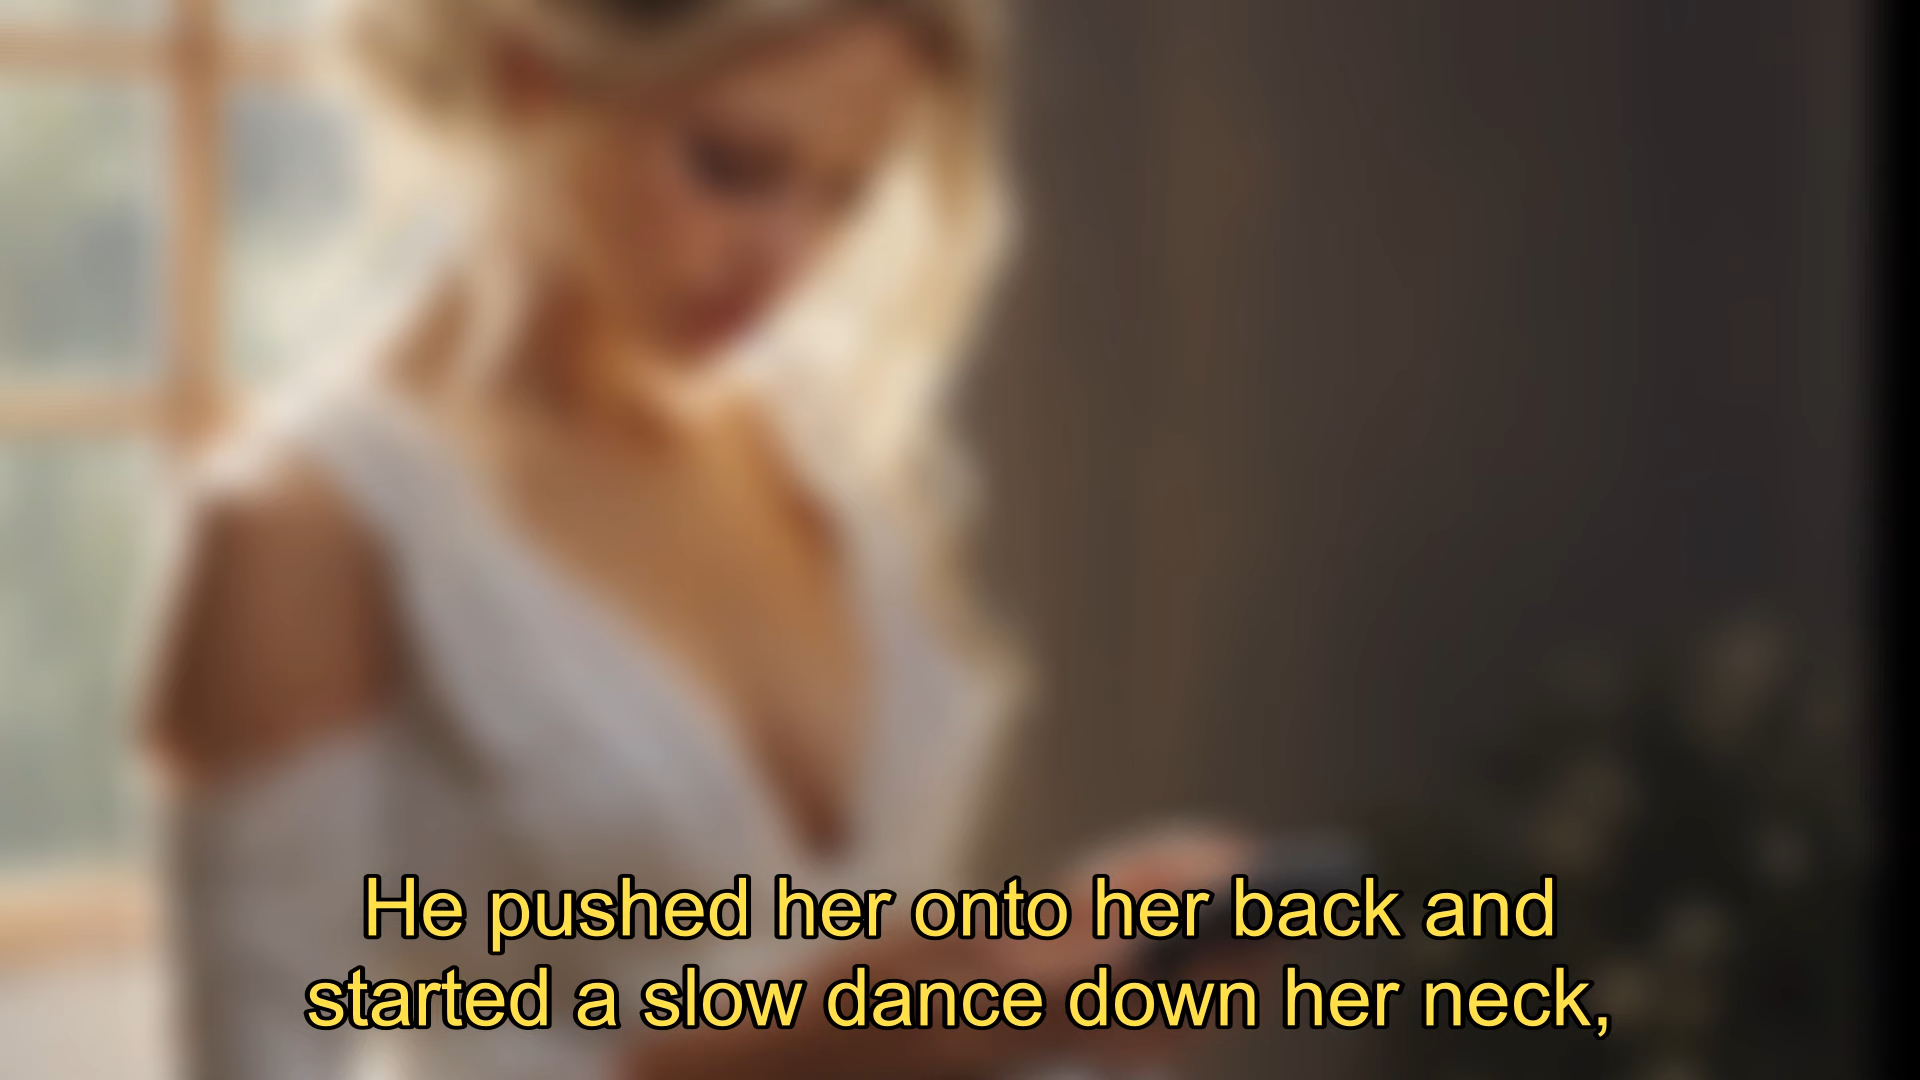 He pushed her onto her back and
started a slow dance down her neck,